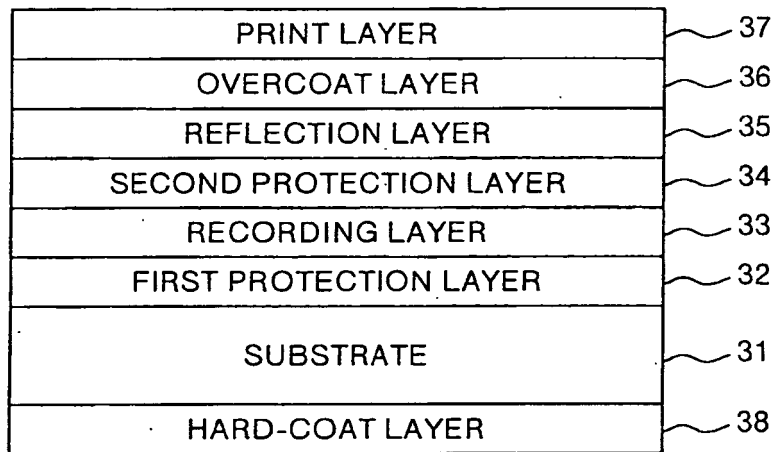 PRINT LAYER 37
OVERCOAT LAYER 36
REFLECTION LAYER 35
SECOND PROTECTION LAYER 34
RECORDING LAYER 33
FIRST PROTECTION LAYER 32
SUBSTRATE 31
HARD-COAT LAYER 38